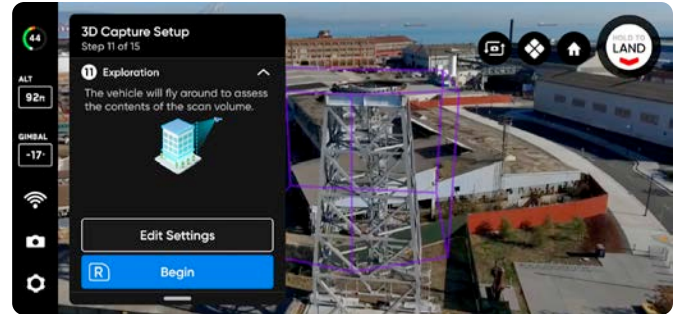 44
ALT
92ft
GIMBAL
-17°
3D Capture Setup
Step 11 of 15
11 Exploration
The vehicle will fly around to assess
the contents of the scan volume.
Edit Settings
R Begin
HOLD TO
LAND